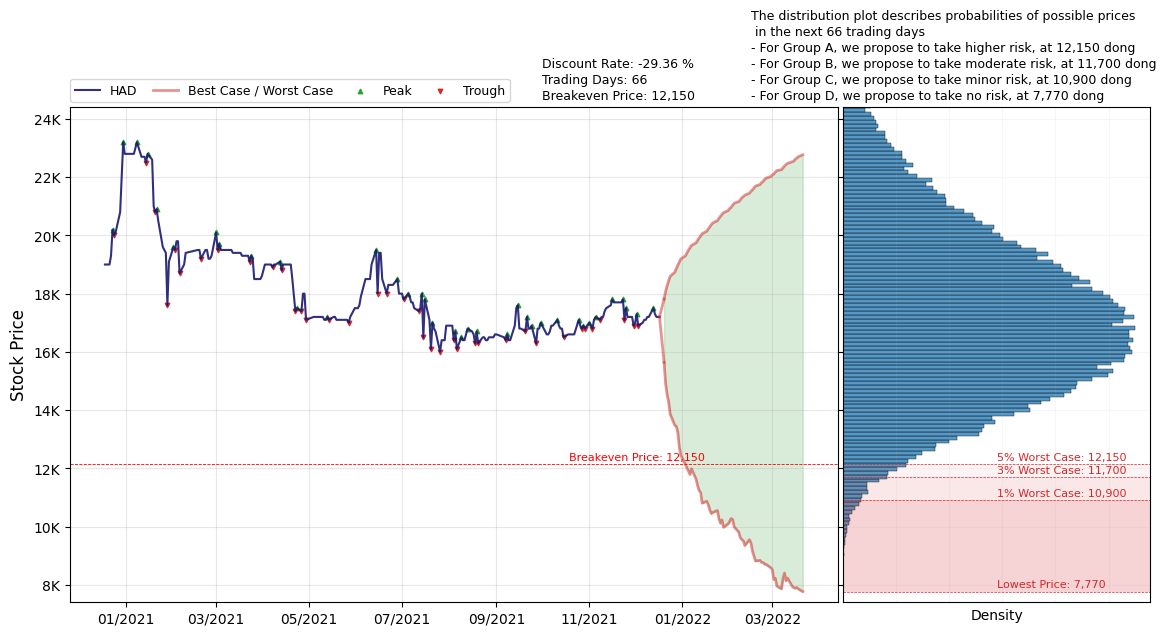 The distribution plot describes probabilities of possible prices
in the next 66 trading days
- For Group A, we propose to take higher risk, at 12,150 dong
- For Group B, we propose to take moderate risk, at 11,700 dong
- For Group C, we propose to take minor risk, at 10,900 dong
- For Group D, we propose to take no risk, at 7,770 dong
Discount Rate: -29.36 %
Trading Days: 66
Breakeven Price: 12,150
HAD
Best Case / Worst Case
Peak
Trough
Stock Price
24K
22K
20K
18K
16K
14K
12K
10K
8K
Breakeven Price: 12,150
5% Worst Case: 12,150
3% Worst Case: 11,700
1% Worst Case: 10,900
Lowest Price: 7,770
01/2021
03/2021
05/2021
07/2021
09/2021
11/2021
01/2022
03/2022
Density